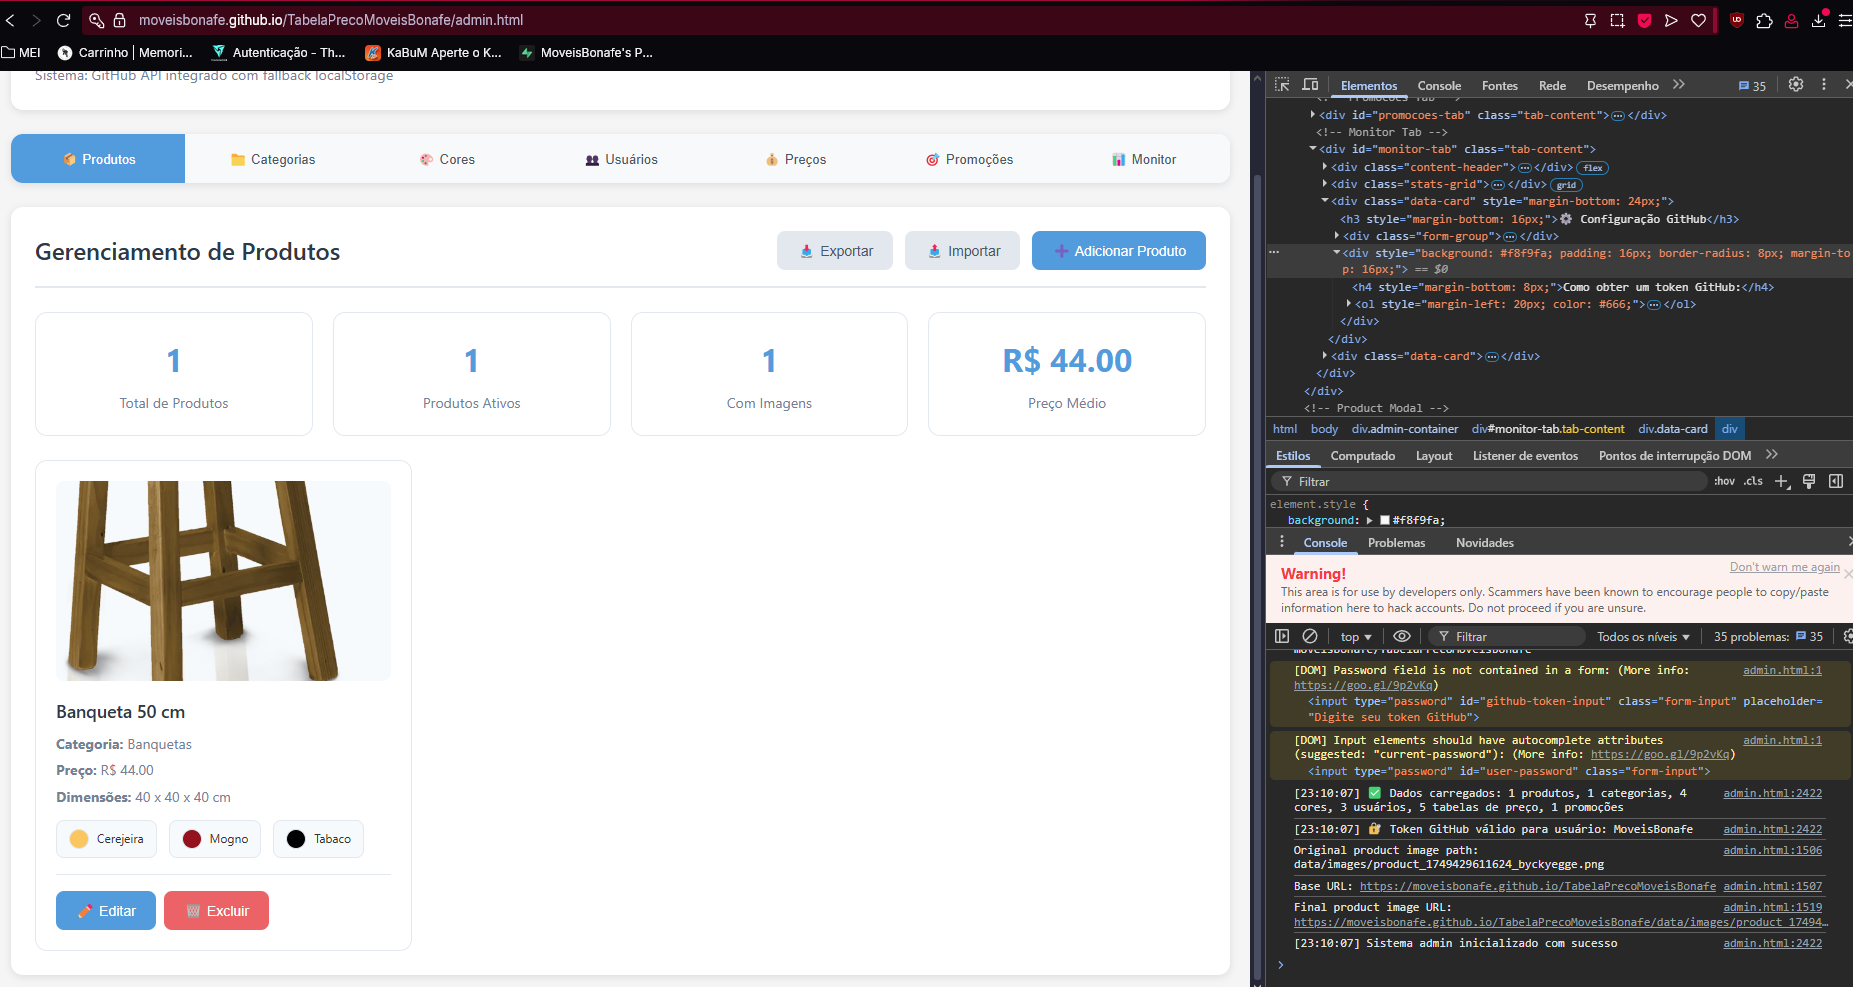 moveisbonafe.github.io/TabelaPrecoMoveisBonafe/admin.html
MEI
Carrinho | Memori...
Autenticação - Th...
KaBuM Aperte o K...
MoveisBonafe's P...
Sistema: GitHub API integrado com fallback localStorage
Produtos
Categorias
Cores
Usuários
Preços
Promoções
Monitor
Gerenciamento de Produtos
Exportar
Importar
Adicionar Produto
1
Total de Produtos
1
Produtos Ativos
1
Com Imagens
R$ 44.00
Preço Médio
Banqueta 50 cm
Categoria: Banquetas
Preço: R$ 44.00
Dimensões: 40 x 40 x 40 cm
Cerejeira
Mogno
Tabaco
Editar
Excluir
Elementos
Console
Fontes
Rede
Desempenho
35
<!-- Promocoes Tab -->
<div id="promocoes-tab" class="tab-content">…</div>
<!-- Monitor Tab -->
<div id="monitor-tab" class="tab-content">
<div class="content-header">…</div> flex
<div class="stats-grid">…</div> grid
<div class="data-card" style="margin-bottom: 24px;">
<h3 style="margin-bottom: 16px;">⚙️ Configuração GitHub</h3>
<div class="form-group">…</div>
<div style="background: #f8f9fa; padding: 16px; border-radius: 8px; margin-to
p: 16px;"> == $0
<h4 style="margin-bottom: 8px;">Como obter um token GitHub:</h4>
<ol style="margin-left: 20px; color: #666;">…</ol>
</div>
</div>
<div class="data-card">…</div>
</div>
</div>
<!-- Product Modal -->
html body div.admin-container div#monitor-tab.tab-content div.data-card div
Estilos
Computado
Layout
Listener de eventos
Pontos de interrupção DOM
Filtrar
:hov .cls
element.style {
background: #f8f9fa;
Console
Problemas
Novidades
Warning!
Don't warn me again
This area is for use by developers only. Scammers have been known to encourage people to copy/paste
information here to hack accounts. Do not proceed if you are unsure.
top
Filtrar
Todos os níveis
35 problemas: 35
moveisbonafe/TabelaPrecoMoveisBonafe
[DOM] Password field is not contained in a form: (More info: admin.html:1
https://goo.gl/9p2vKq)
<input type="password" id="github-token-input" class="form-input" placeholder=
"Digite seu token GitHub">
[DOM] Input elements should have autocomplete attributes admin.html:1
(suggested: "current-password"): (More info: https://goo.gl/9p2vKq)
<input type="password" id="user-password" class="form-input">
[23:10:07] ✅ Dados carregados: 1 produtos, 1 categorias, 4 admin.html:2422
cores, 3 usuários, 5 tabelas de preço, 1 promoções
[23:10:07] 🔐 Token GitHub válido para usuário: MoveisBonafe admin.html:2422
Original product image path: admin.html:1506
data/images/product_1749429611624_byckyegge.png
Base URL: https://moveisbonafe.github.io/TabelaPrecoMoveisBonafe admin.html:1507
Final product image URL: admin.html:1519
https://moveisbonafe.github.io/TabelaPrecoMoveisBonafe/data/images/product_17494…
[23:10:07] Sistema admin inicializado com sucesso admin.html:2422